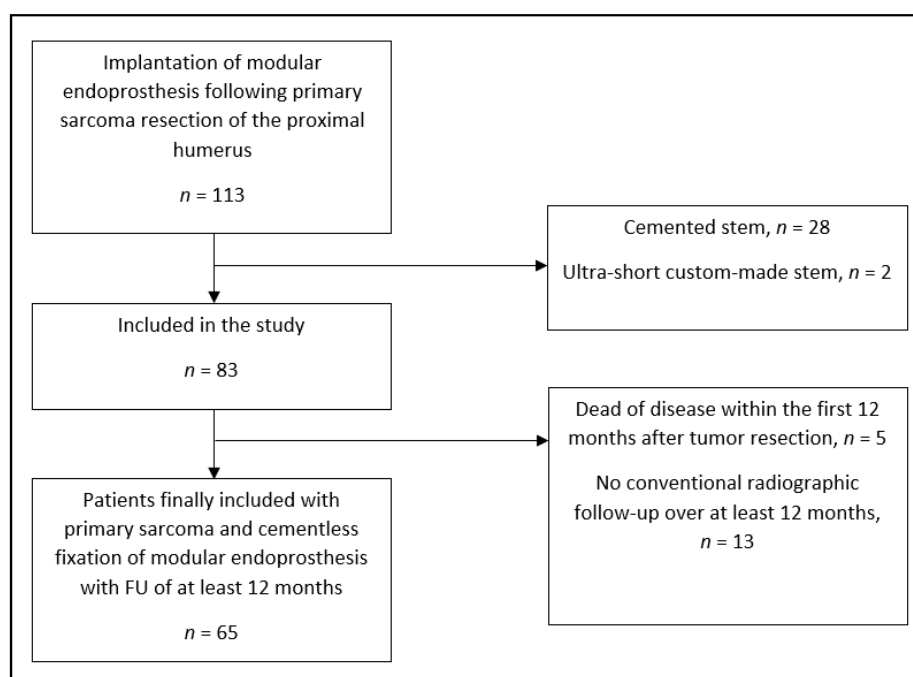 Implantation of modular
endoprosthesis following primary
sarcoma resection of the proximal
humerus
n = 113
Cemented stem, n = 28
Ultra-short custom-made stem, n = 2
Included in the study
n = 83
Dead of disease within the first 12
months after tumor resection, n = 5
No conventional radiographic
follow-up over at least 12 months,
n = 13
Patients finally included with
primary sarcoma and cementless
fixation of modular endoprosthesis
with FU of at least 12 months
n = 65